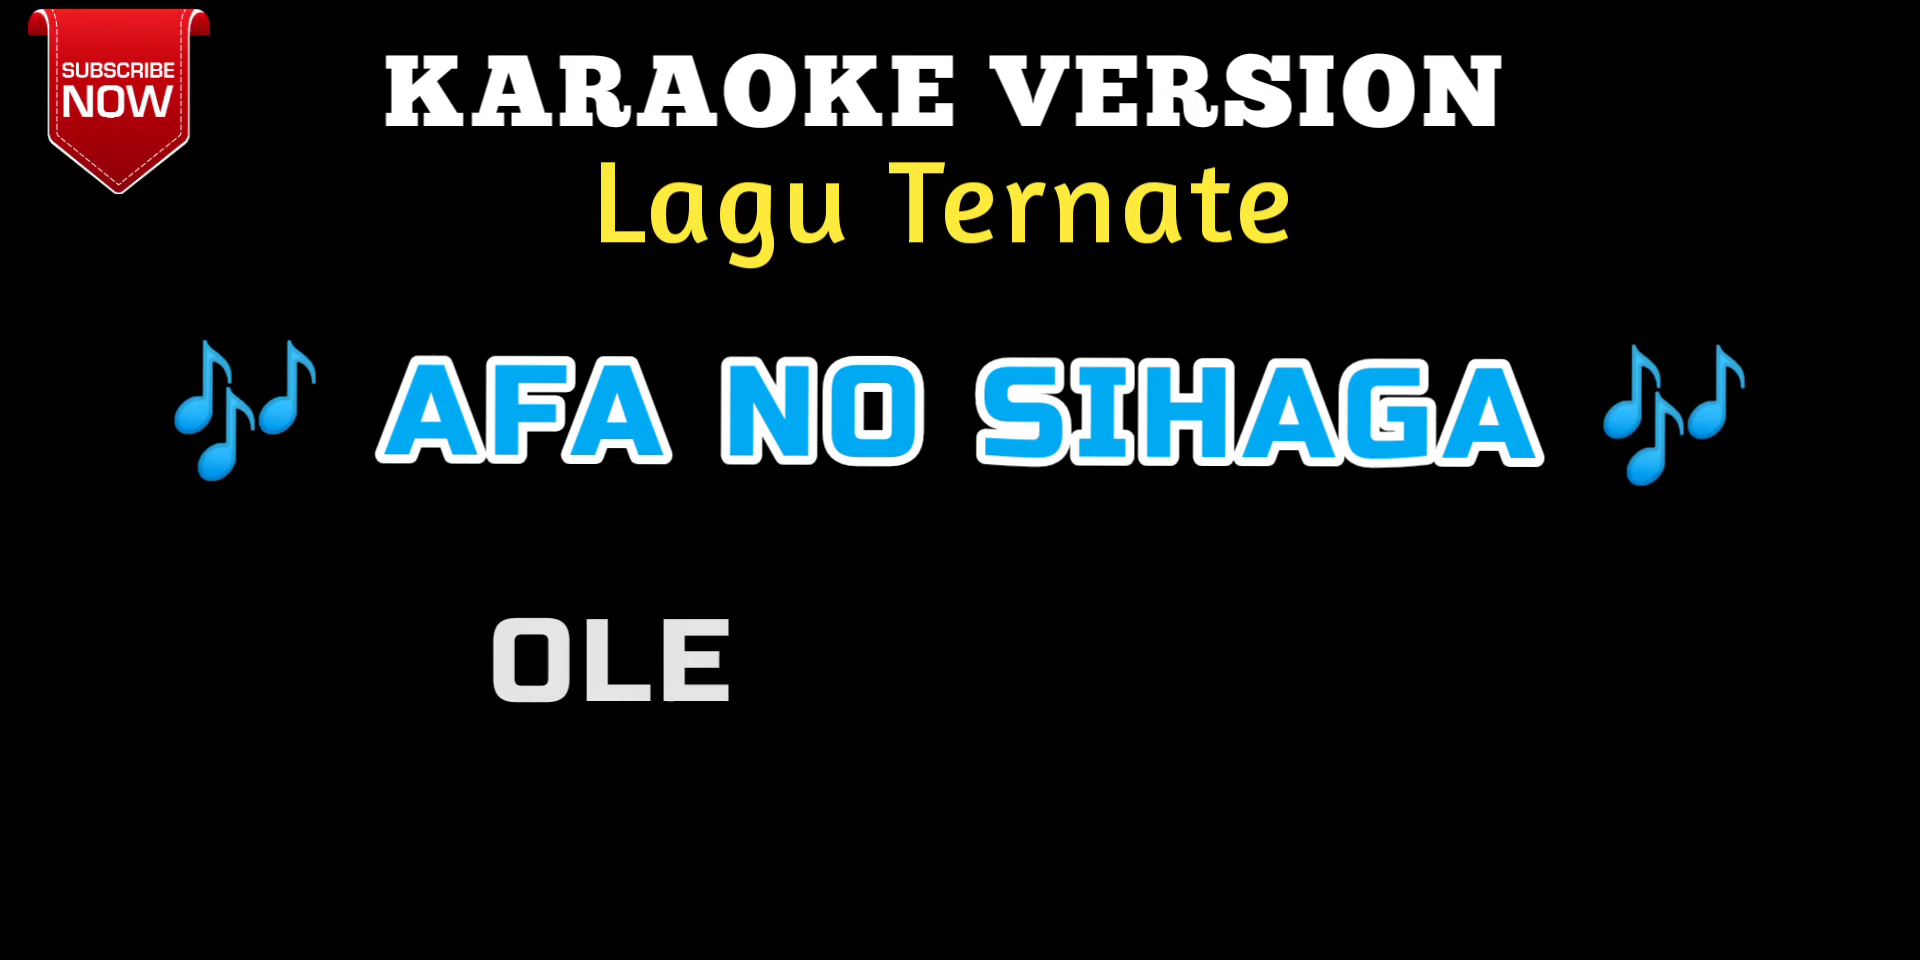 SUBSCRIBE
NOW
KARAOKE VERSION
Lagu Ternate
AFA NO SIHAGA
OLE